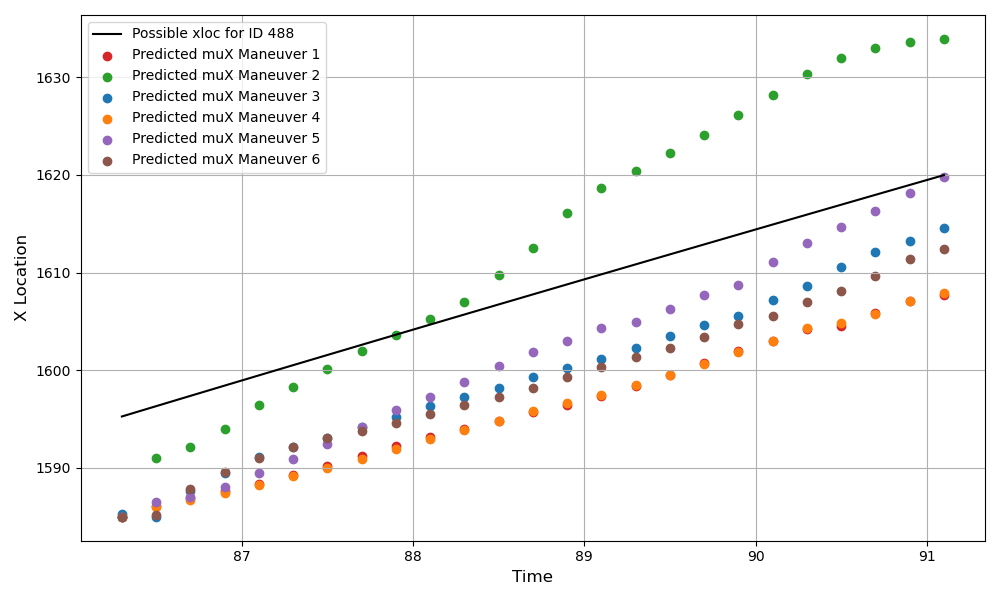 Possible xloc for ID 488
Predicted muX Maneuver 1
Predicted muX Maneuver 2
Predicted muX Maneuver 3
Predicted muX Maneuver 4
Predicted muX Maneuver 5
Predicted muX Maneuver 6
1630
1620
1610
1600
1590
X Location
87 88 89 90 91
Time